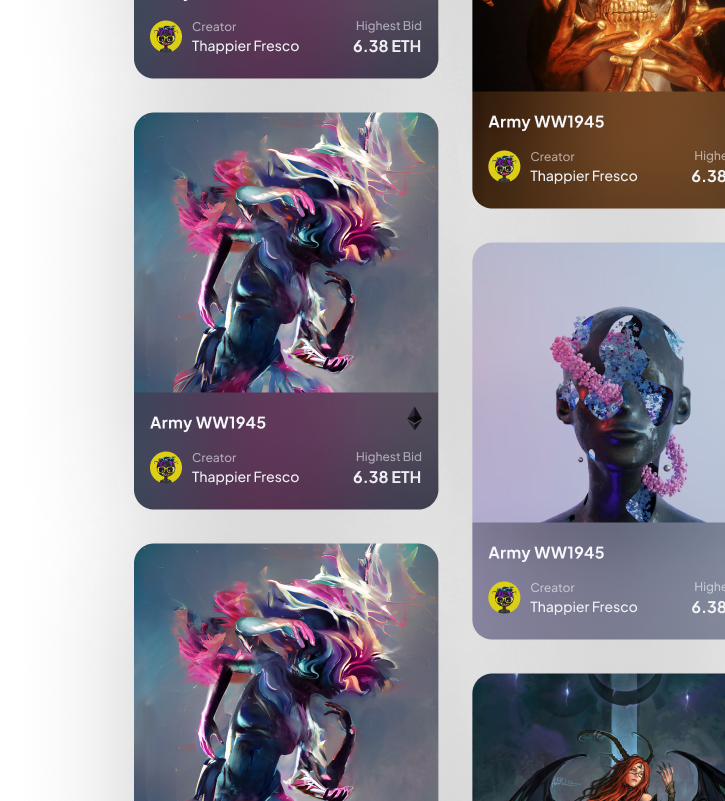 Creator
Highest Bid
Thappier Fresco
6.38 ETH
Army WW1945
Creator
Highest Bid
Thappier Fresco
6.38 ETH
Army WW1945
Creator
Highe
Thappier Fresco
6.38
Army WW1945
Creator
Highe
Thappier Fresco
6.38